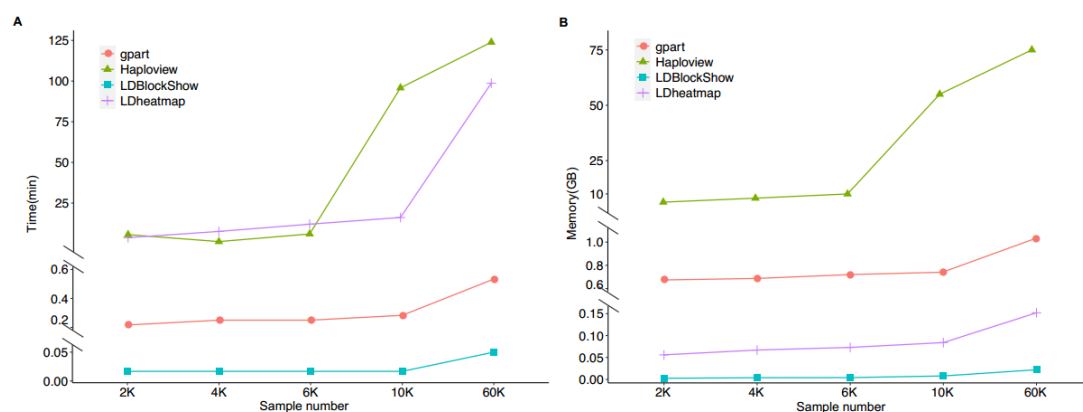 A
125
100
75
50
25
0.6
0.4
0.2
0.05
0.00
Time(min)
gpart
Haploview
LDBlockShow
LDheatmap
2K 4K 6K 10K 60K
Sample number
B
75
50
25
10
1.0
0.8
0.6
0.15
0.10
0.05
0.00
Memory(GB)
gpart
Haploview
LDBlockShow
LDheatmap
2K 4K 6K 10K 60K
Sample number